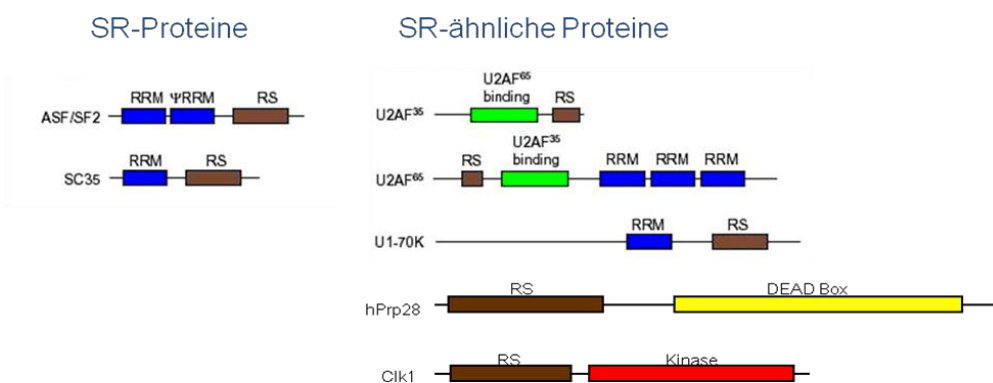 SR-Proteine
SR-ähnliche Proteine
RRM ΨRRM RS
ASF/SF2
RRM RS
SC35
U2AF⁶⁵
binding RS
U2AF³⁵
U2AF³⁵
binding
RS RRM RRM RRM
U2AF⁶⁵
RRM RS
U1-70K
RS DEAD Box
hPrp28
RS Kinase
Clk1